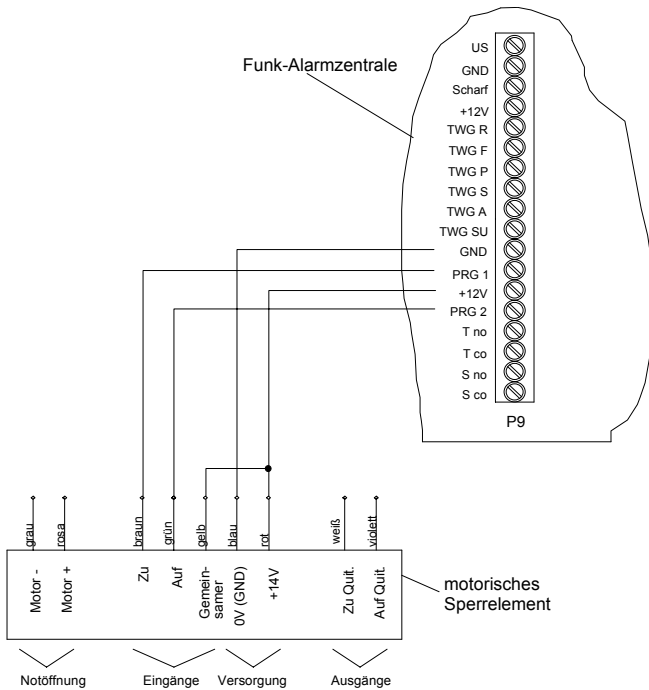 Funk-Alarmzentrale
US
GND
Scharf
+12V
TWG R
TWG F
TWG P
TWG S
TWG A
TWG SU
GND
PRG 1
+12V
PRG 2
T no
T co
S no
S co
P9
grau
rosa
braun
grün
gelb
blau
rot
weiß
violett
Motor -
Motor +
Zu
Auf
Gemein-
samer
0V (GND)
+14V
Zu Quit.
Auf Quit.
motorisches
Sperrelement
Notöffnung
Eingänge
Versorgung
Ausgänge